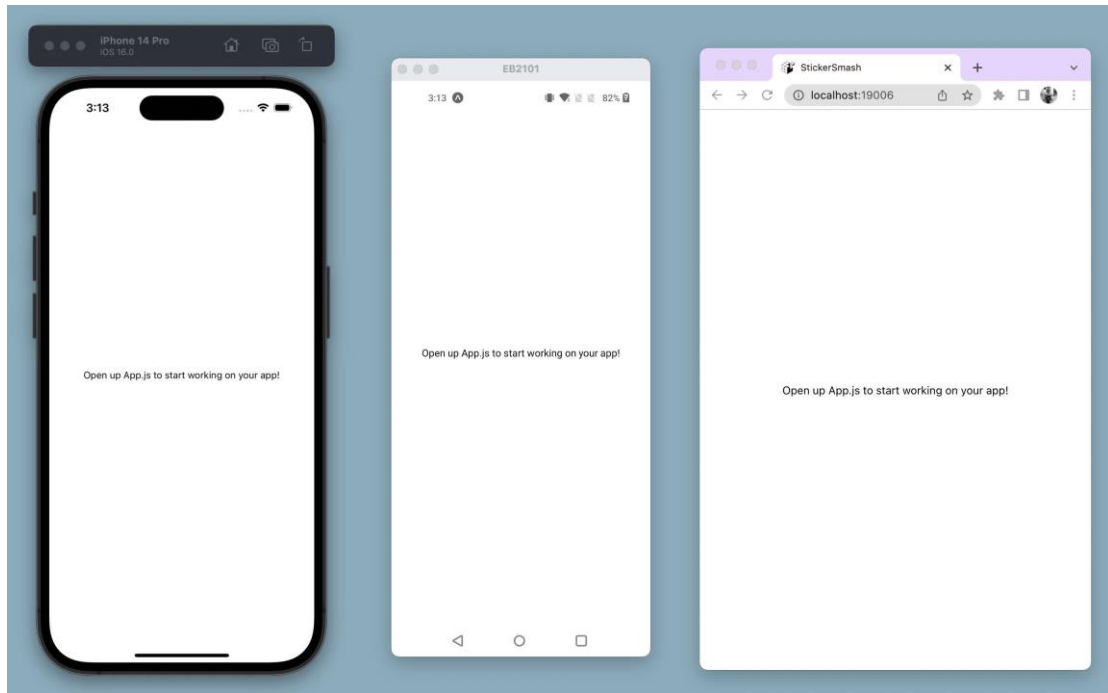 iPhone 14 Pro
iOS 16.0
3:13
Open up App.js to start working on your app!
EB2101
3:13
82%
Open up App.js to start working on your app!
StickerSmash
localhost:19006
Open up App.js to start working on your app!